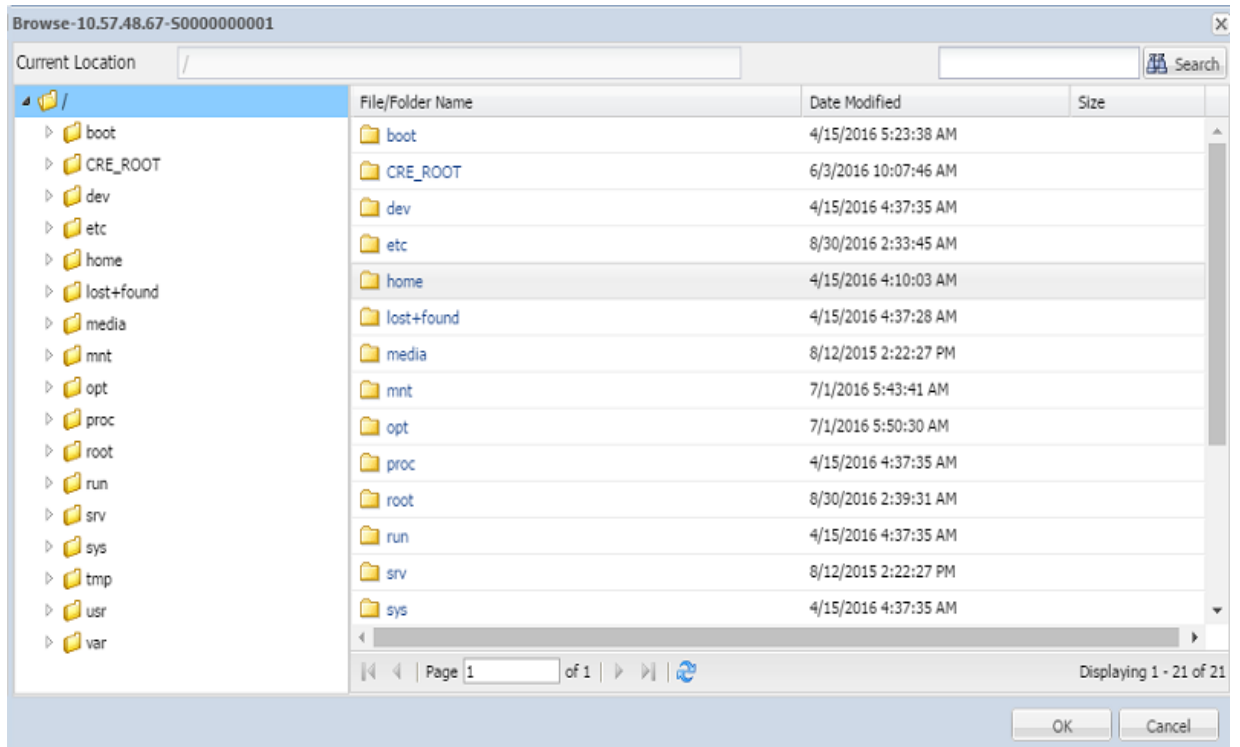 Browse-10.57.48.67-S0000000001
Current Location / Search
/
boot
CRE_ROOT
dev
etc
home
lost+found
media
mnt
opt
proc
root
run
srv
sys
tmp
usr
var
File/Folder Name Date Modified Size
boot 4/15/2016 5:23:38 AM
CRE_ROOT 6/3/2016 10:07:46 AM
dev 4/15/2016 4:37:35 AM
etc 8/30/2016 2:33:45 AM
home 4/15/2016 4:10:03 AM
lost+found 4/15/2016 4:37:28 AM
media 8/12/2015 2:22:27 PM
mnt 7/1/2016 5:43:41 AM
opt 7/1/2016 5:50:30 AM
proc 4/15/2016 4:37:35 AM
root 8/30/2016 2:39:31 AM
run 4/15/2016 4:37:35 AM
srv 8/12/2015 2:22:27 PM
sys 4/15/2016 4:37:35 AM
Page 1 of 1 Displaying 1 - 21 of 21
OK Cancel